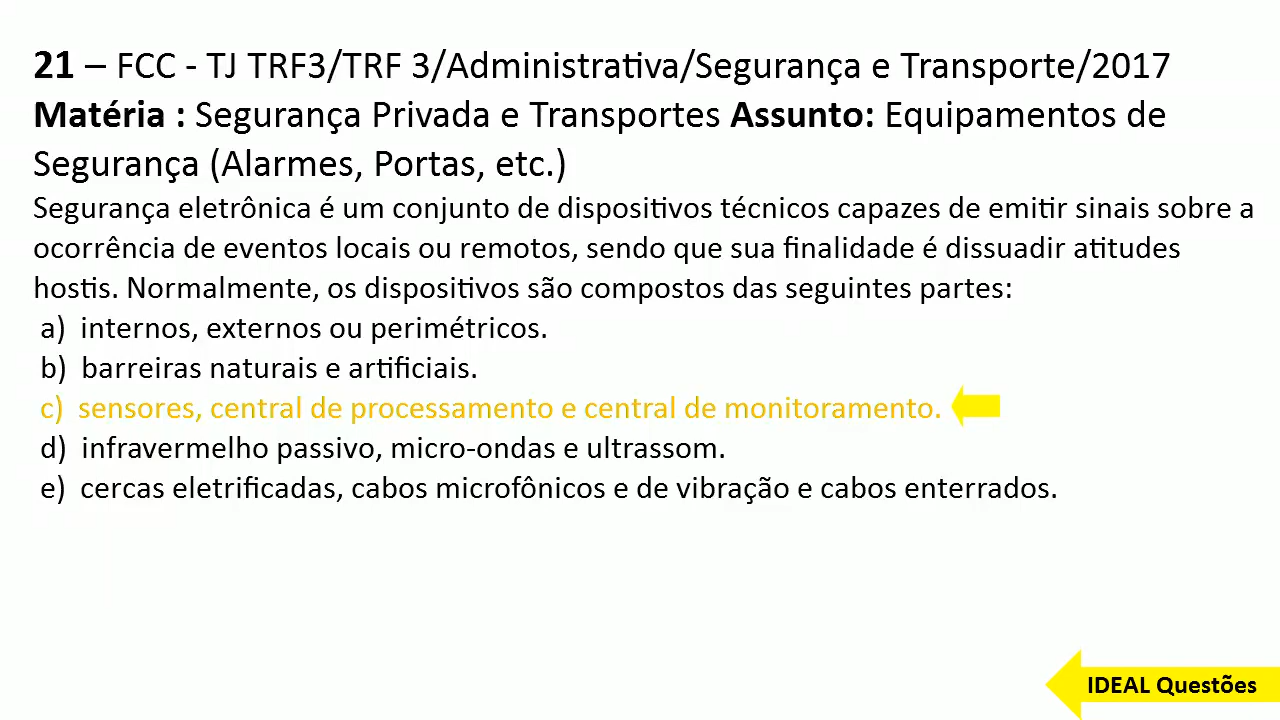 21 – FCC - TJ TRF3/TRF 3/Administrativa/Segurança e Transporte/2017
Matéria : Segurança Privada e Transportes Assunto: Equipamentos de
Segurança (Alarmes, Portas, etc.)
Segurança eletrônica é um conjunto de dispositivos técnicos capazes de emitir sinais sobre a
ocorrência de eventos locais ou remotos, sendo que sua finalidade é dissuadir atitudes
hostis. Normalmente, os dispositivos são compostos das seguintes partes:
a) internos, externos ou perimétricos.
b) barreiras naturais e artificiais.
c) sensores, central de processamento e central de monitoramento.
d) infravermelho passivo, micro-ondas e ultrassom.
e) cercas eletrificadas, cabos microfônicos e de vibração e cabos enterrados.
IDEAL Questões